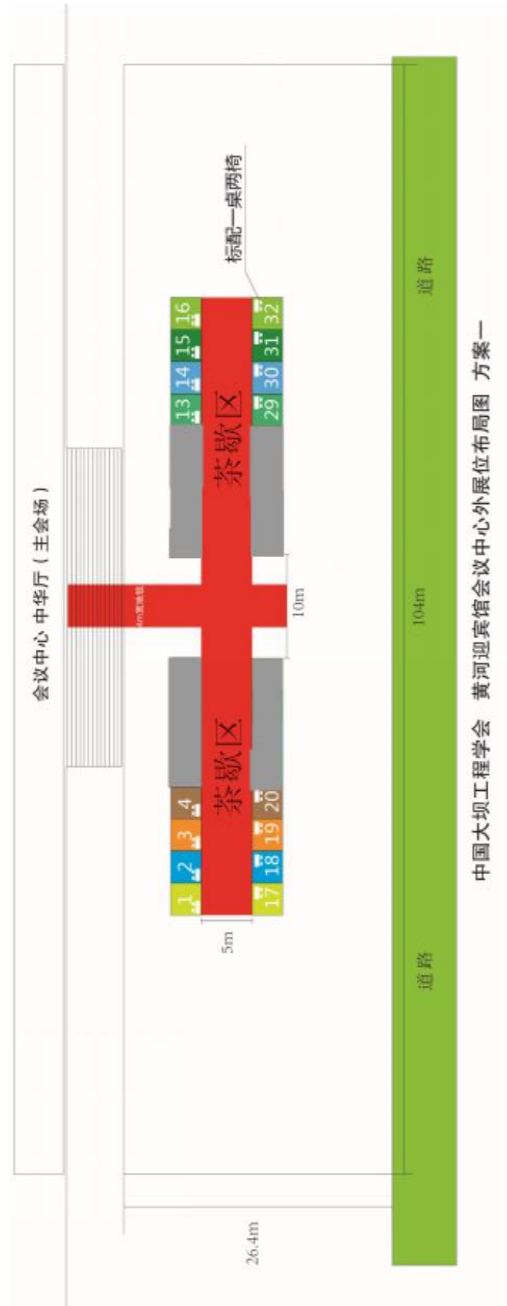 会议中心 中华厅（主会场）
1 2 3 4 13 14 15 16
5m 茶歇区 茶歇区
17 18 19 20 29 30 31 32
标配一桌两椅
10m
26.4m
104m
道路 道路
中国大坝工程学会 黄河迎宾馆会议中心外展位布局图 方案一